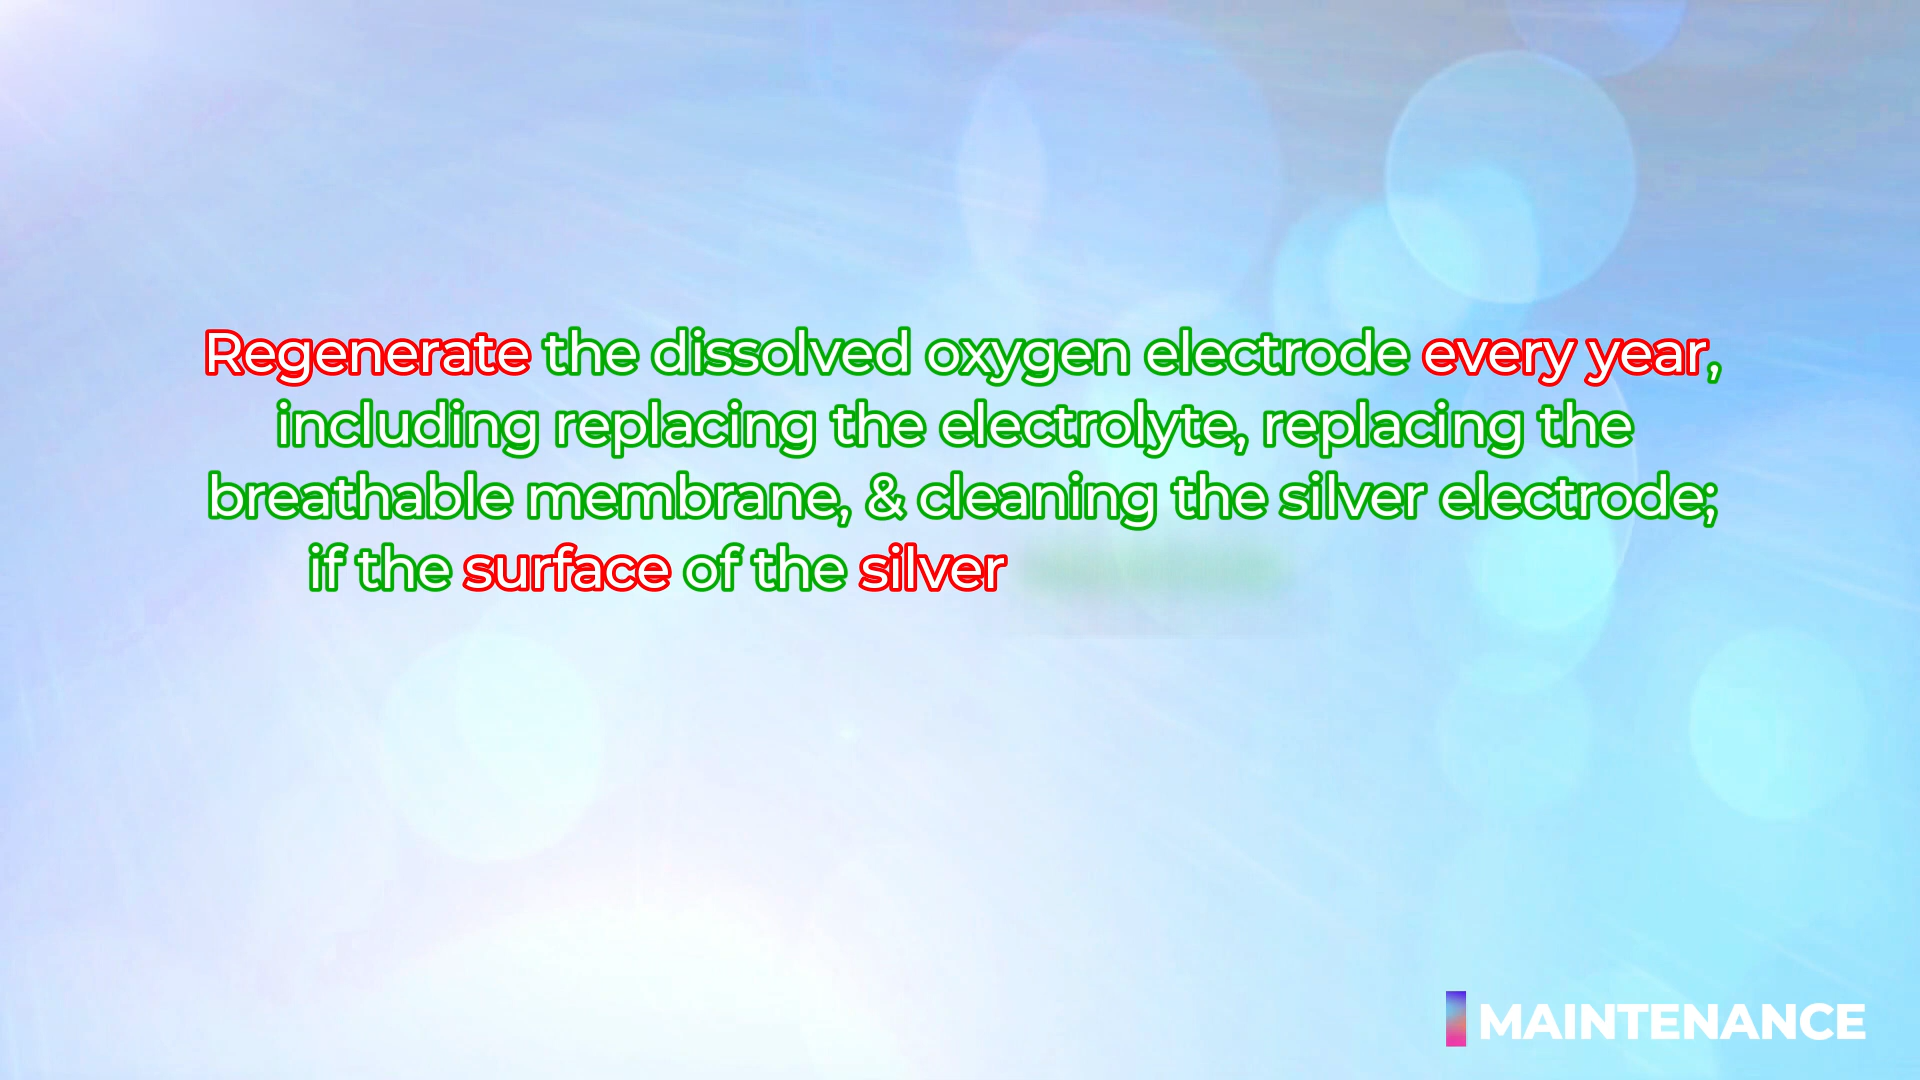 Regenerate the dissolved oxygen electrode every year,
including replacing the electrolyte, replacing the
breathable membrane, & cleaning the silver electrode;
if the surface of the silver
MAINTENANCE